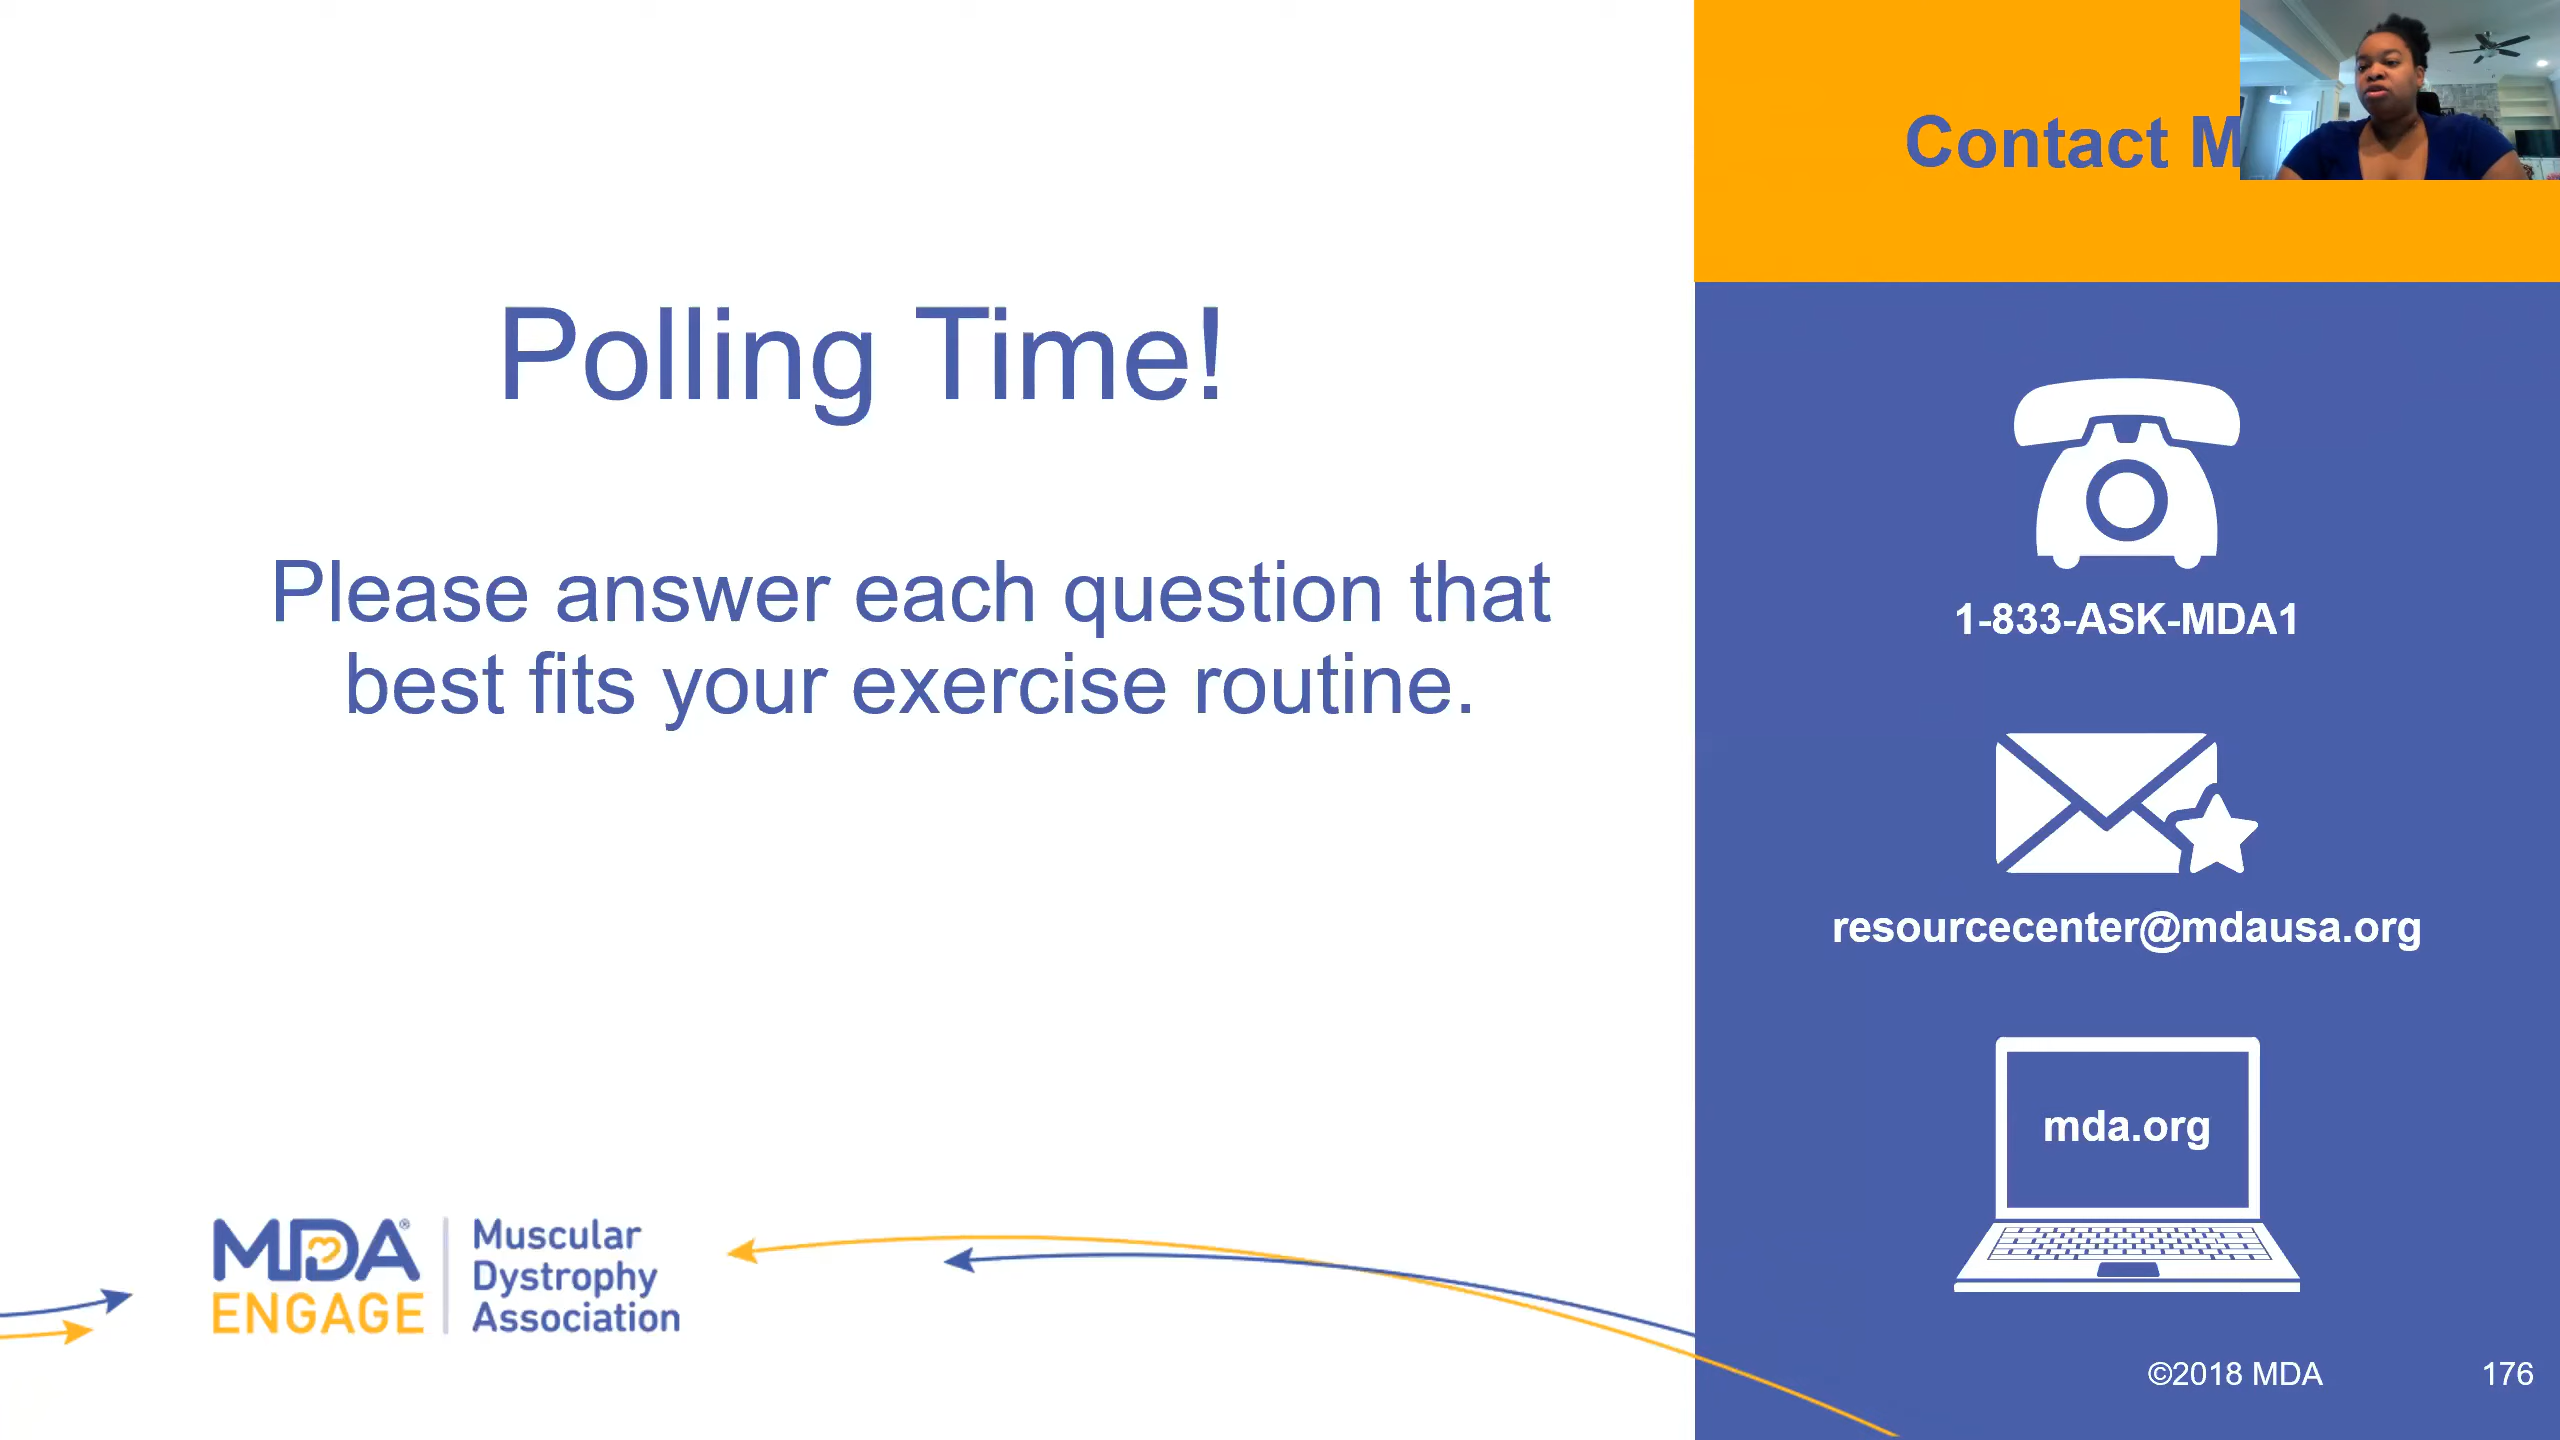 Polling Time!
Please answer each question that
best fits your exercise routine.
Contact M
1-833-ASK-MDA1
resourcecenter@mdausa.org
mda.org
MDA®
ENGAGE
Muscular
Dystrophy
Association
©2018 MDA
176